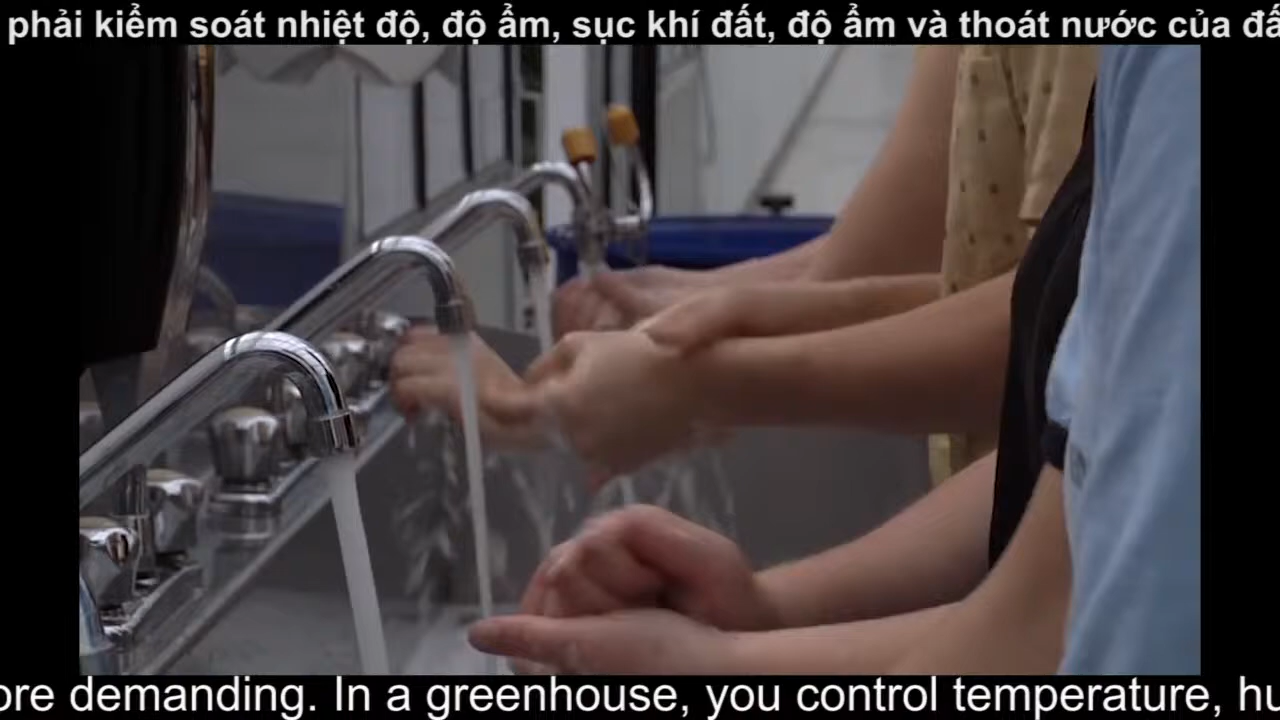 phải kiểm soát nhiệt độ, độ ẩm, sục khí đất, độ ẩm và thoát nước của
demanding. In a greenhouse, you control temperature,